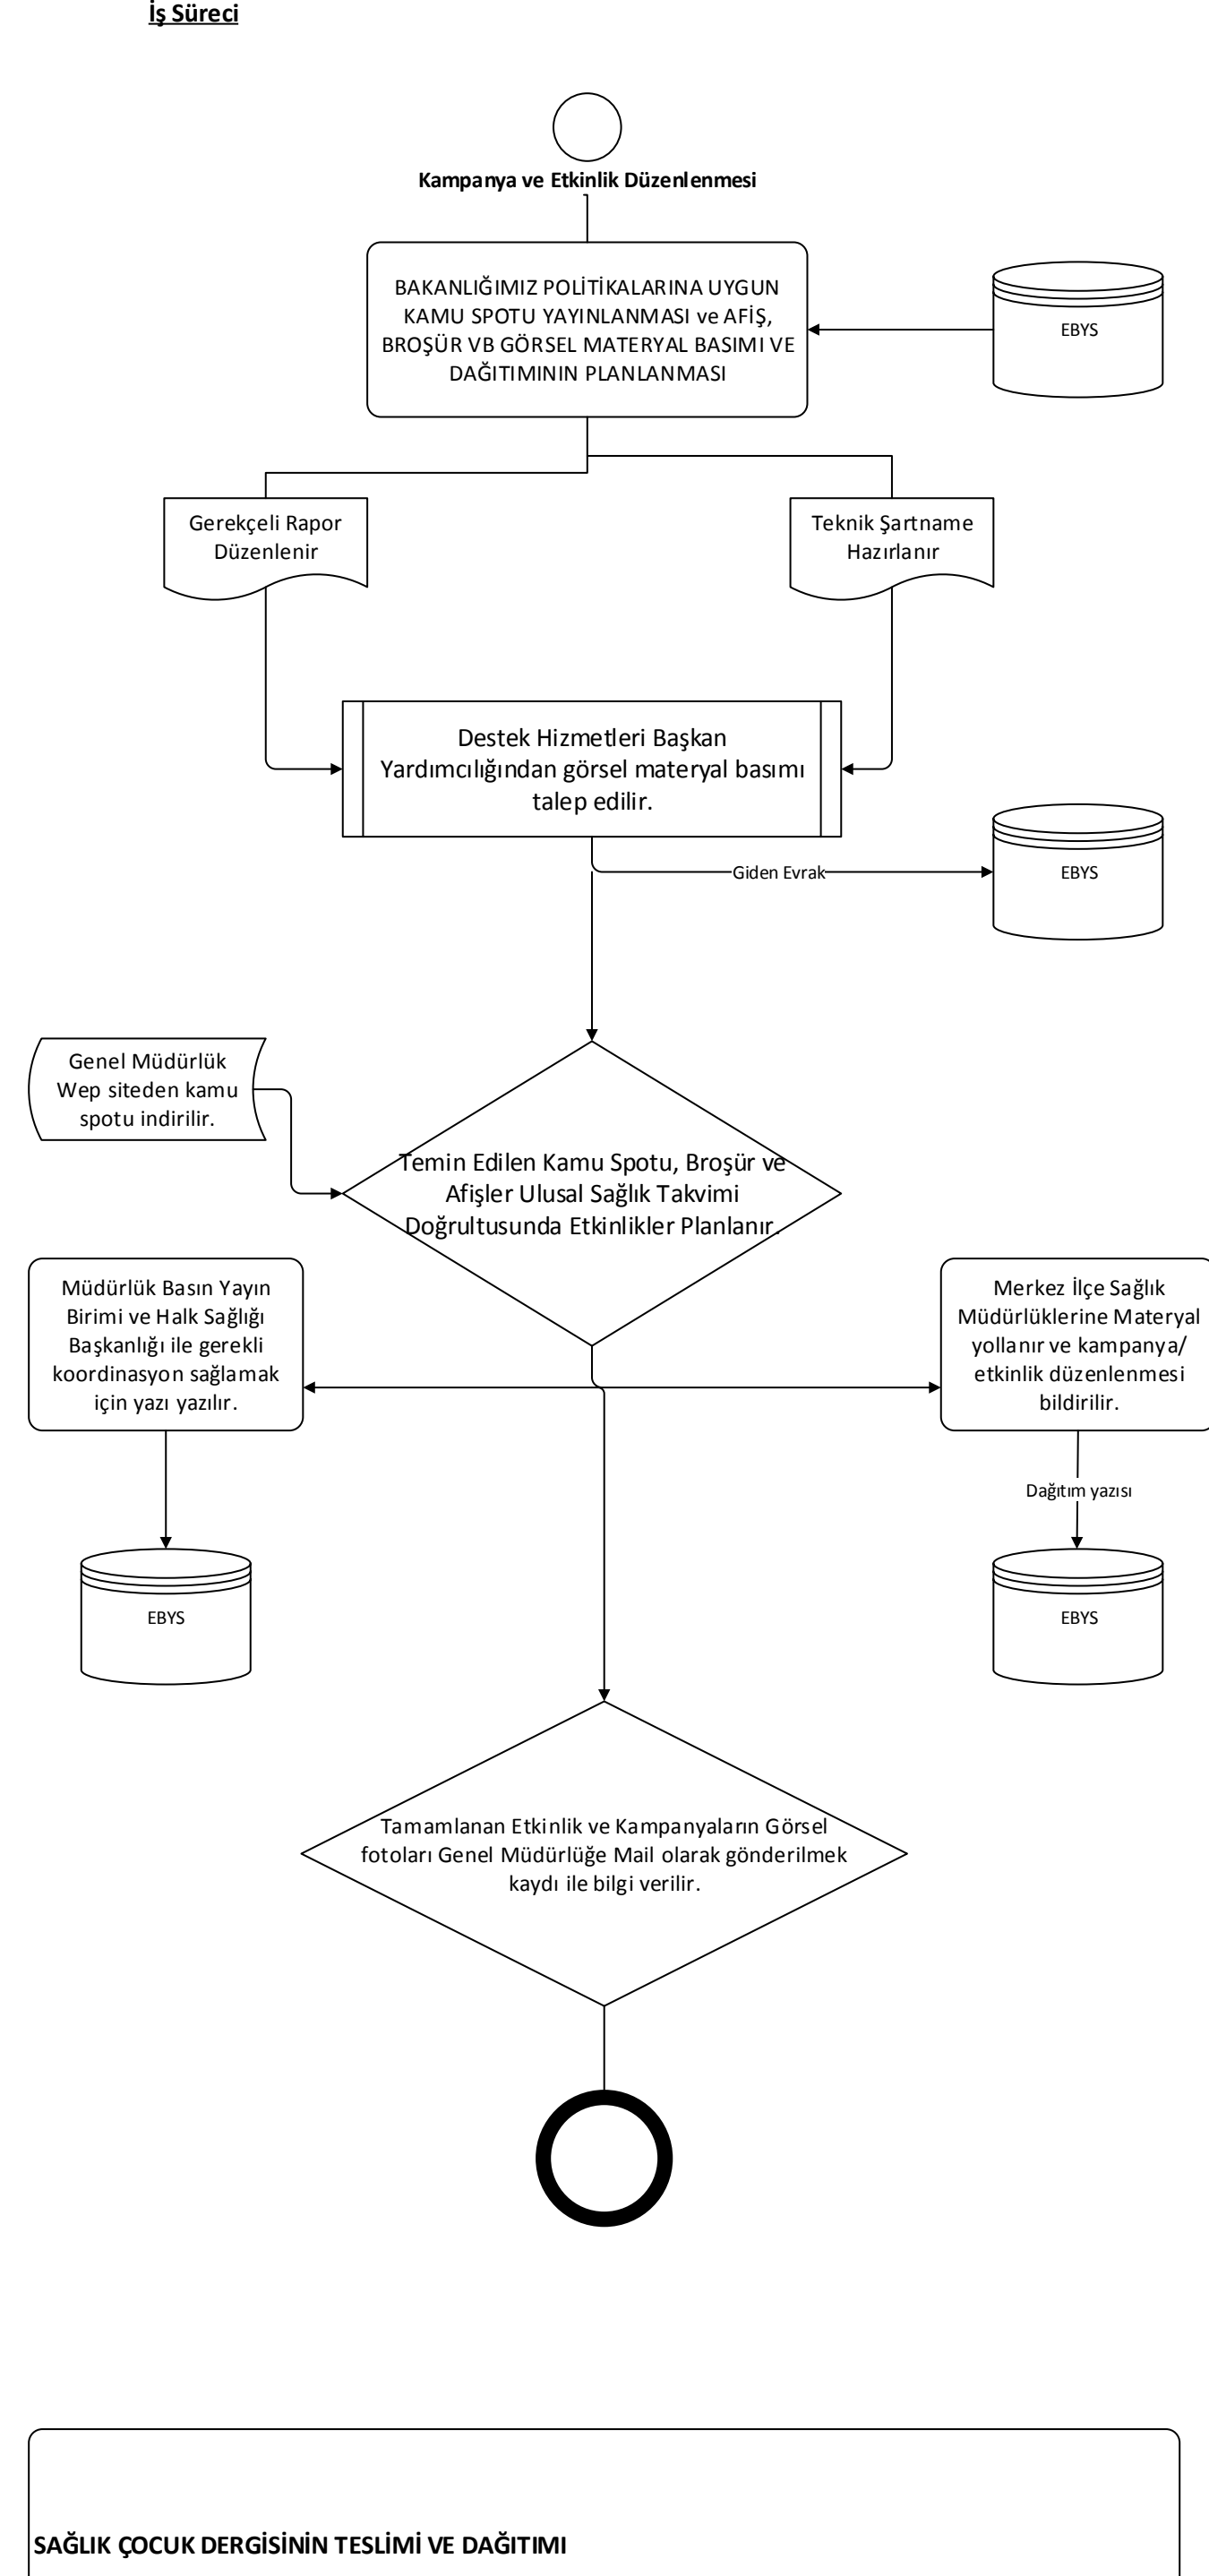 İş Süreci
Kampanya ve Etkinlik Düzenlenmesi
BAKANLIĞIMIZ POLİTİKALARINA UYGUN
KAMU SPOTU YAYINLANMASI ve AFİŞ,
BROŞÜR VB GÖRSEL MATERYAL BASIMI VE
DAĞITIMININ PLANLANMASI
EBYS
Gerekçeli Rapor
Düzenlenir
Teknik Şartname
Hazırlanır
Destek Hizmetleri Başkan
Yardımcılığından görsel materyal basımı
talep edilir.
Giden Evrak
EBYS
Genel Müdürlük
Wep siteden kamu
spotu indirilir.
Temin Edilen Kamu Spotu, Broşür ve
Afişler Ulusal Sağlık Takvimi
Doğrultusunda Etkinlikler Planlanır.
Müdürlük Basın Yayın
Birimi ve Halk Sağlığı
Başkanlığı ile gerekli
koordinasyon sağlamak
için yazı yazılır.
Merkez İlçe Sağlık
Müdürlüklerine Materyal
yollanır ve kampanya/
etkinlik düzenlenmesi
bildirilir.
Dağıtım yazısı
EBYS
EBYS
Tamamlanan Etkinlik ve Kampanyaların Görsel
fotoları Genel Müdürlüğe Mail olarak gönderilmek
kaydı ile bilgi verilir.
SAĞLIK ÇOCUK DERGİSİNİN TESLİMİ VE DAĞITIMI